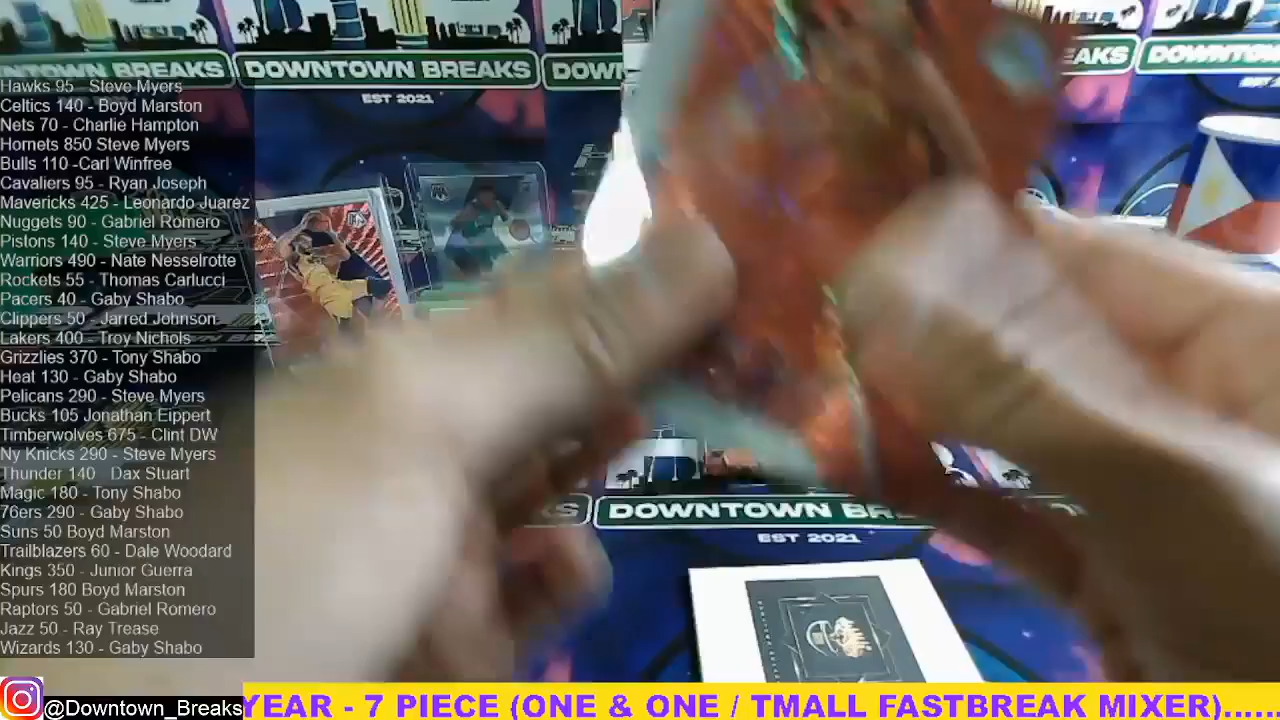 DOWNTOWN BREAKS
DOWNTOWN BREAKS
DOWN
AKS
DOWNTOWN
EST 2021
Hawks 95 - Steve Myers
Celtics 140 - Boyd Marston
Nets 70 - Charlie Hampton
Hornets 850 Steve Myers
Bulls 110 -Carl Winfree
Cavaliers 95 - Ryan Joseph
Mavericks 425 - Leonardo Juarez
Nuggets 90 - Gabriel Romero
Pistons 140 - Steve Myers
Warriors 490 - Nate Nesselrotte
Rockets 55 - Thomas Carlucci
Pacers 40 - Gaby Shabo
Clippers 50 - Jarred Johnson
Lakers 400 - Troy Nichols
Grizzlies 370 - Tony Shabo
Heat 130 - Gaby Shabo
Pelicans 290 - Steve Myers
Bucks 105 Jonathan Eippert
Timberwolves 675 - Clint DW
Ny Knicks 290 - Steve Myers
Thunder 140   Dax Stuart
Magic 180 - Tony Shabo
76ers 290 - Gaby Shabo
Suns 50 Boyd Marston
Trailblazers 60 - Dale Woodard
Kings 350 - Junior Guerra
Spurs 180 Boyd Marston
Raptors 50 - Gabriel Romero
Jazz 50 - Ray Trease
Wizards 130 - Gaby Shabo
S
DOWNTOWN BR
EST 2021
@Downtown_Breaks
YEAR - 7 PIECE (ONE & ONE / TMALL FASTBREAK MIXER).....